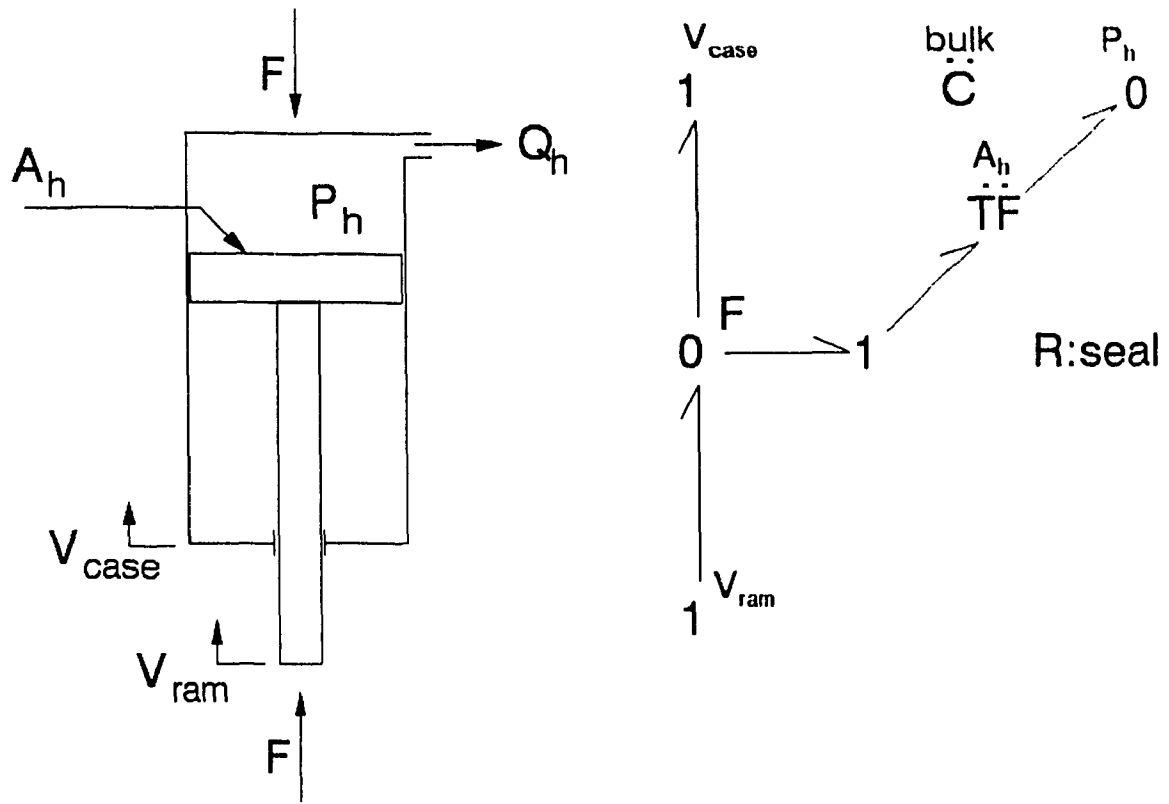 F
A_h
Q_h
P_h
V_case
V_ram
F
V_case
1
bulk
C
P_h
0
A_h
TF
F
0
1
R:seal
1
V_ram